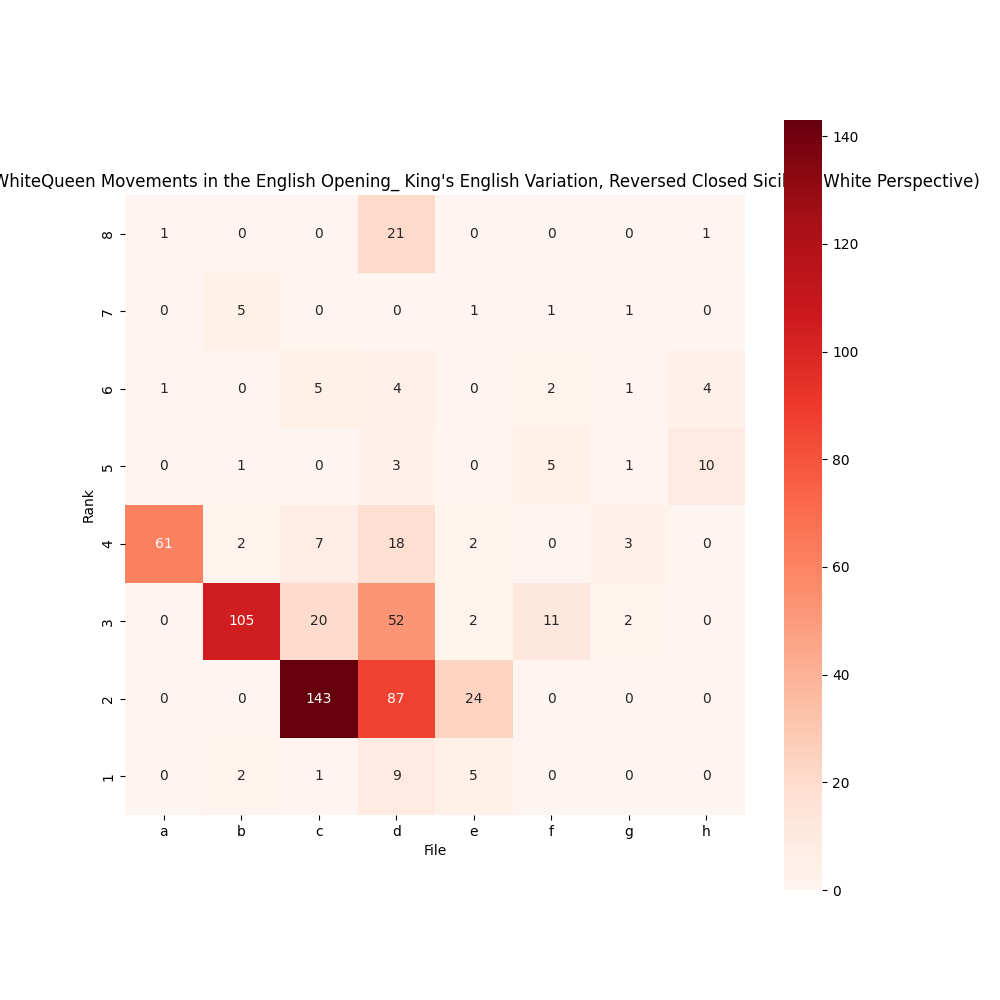 WhiteQueen Movements in the English Opening_ King's English Variation, Reversed Closed (White Perspective)
140
8 1 0 0 21 0 0 0 1
120
7 0 5 0 0 1 1 1 0
100
6 1 0 5 4 0 2 1 4
80
5 0 1 0 3 0 5 1 10
Rank
4 61 2 7 18 2 0 3 0
60
3 0 105 20 52 2 11 2 0
40
2 0 0 143 87 24 0 0 0
20
1 0 2 1 9 5 0 0 0
a b c d e f g h
File
0